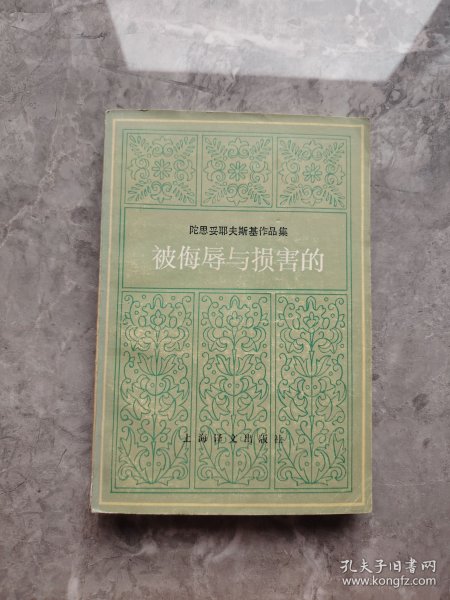 陀思妥耶夫斯基作品集
被侮辱与损害的
上海译文出版社
孔夫子旧书网
www.kongfz.com